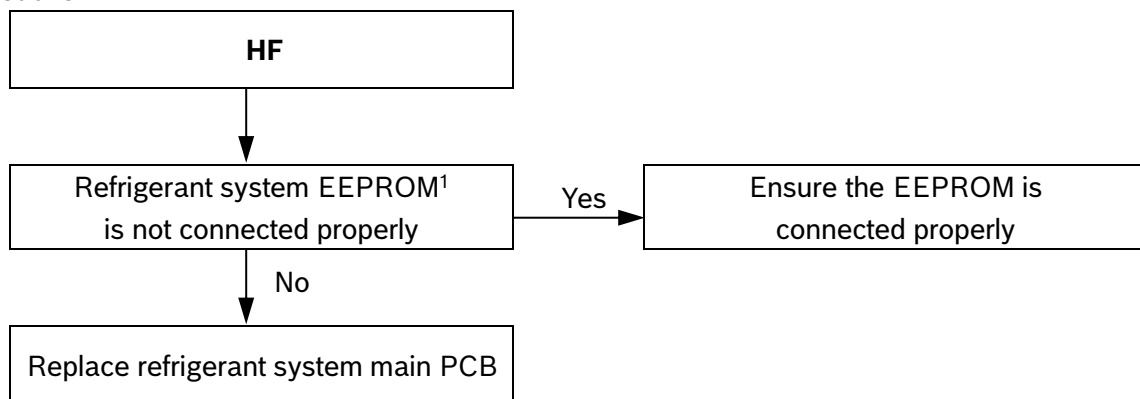 HF
Refrigerant system EEPROM¹
is not connected properly
Yes
Ensure the EEPROM is
connected properly
No
Replace refrigerant system main PCB